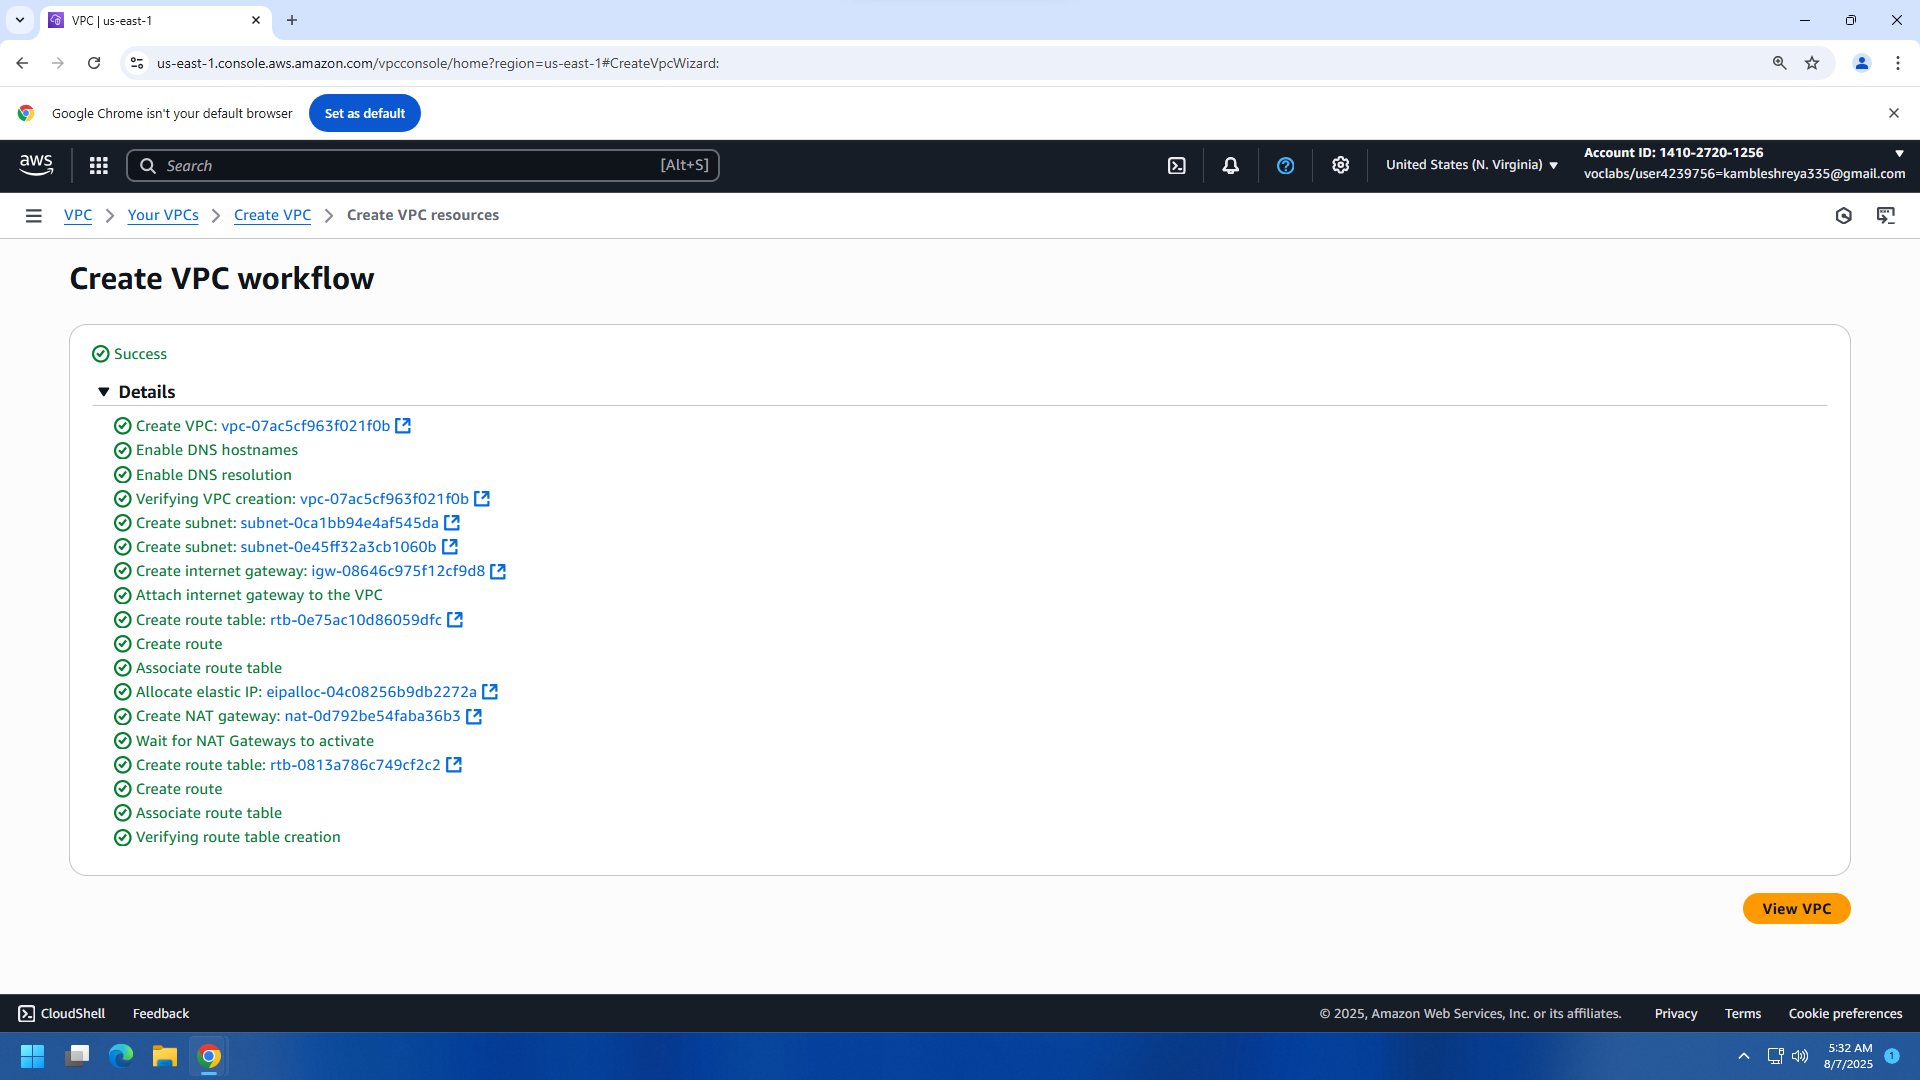 VPC | us-east-1
us-east-1.console.aws.amazon.com/vpcconsole/home?region=us-east-1#CreateVpcWizard:
Google Chrome isn't your default browser
Set as default
aws
Search
[Alt+S]
United States (N. Virginia)
Account ID: 1410-2720-1256
voclabs/user4239756=kambleshreya335@gmail.com
VPC
Your VPCs
Create VPC
Create VPC resources
Create VPC workflow
Success
Details
Create VPC: vpc-07ac5cf963f021f0b
Enable DNS hostnames
Enable DNS resolution
Verifying VPC creation: vpc-07ac5cf963f021f0b
Create subnet: subnet-0ca1bb94e4af545da
Create subnet: subnet-0e45ff32a3cb1060b
Create internet gateway: igw-08646c975f12cf9d8
Attach internet gateway to the VPC
Create route table: rtb-0e75ac10d86059dfc
Create route
Associate route table
Allocate elastic IP: eipalloc-04c08256b9db2272a
Create NAT gateway: nat-0d792be54faba36b3
Wait for NAT Gateways to activate
Create route table: rtb-0813a786c749cf2c2
Create route
Associate route table
Verifying route table creation
View VPC
CloudShell
Feedback
© 2025, Amazon Web Services, Inc. or its affiliates.
Privacy
Terms
Cookie preferences
5:32 AM
8/7/2025
1